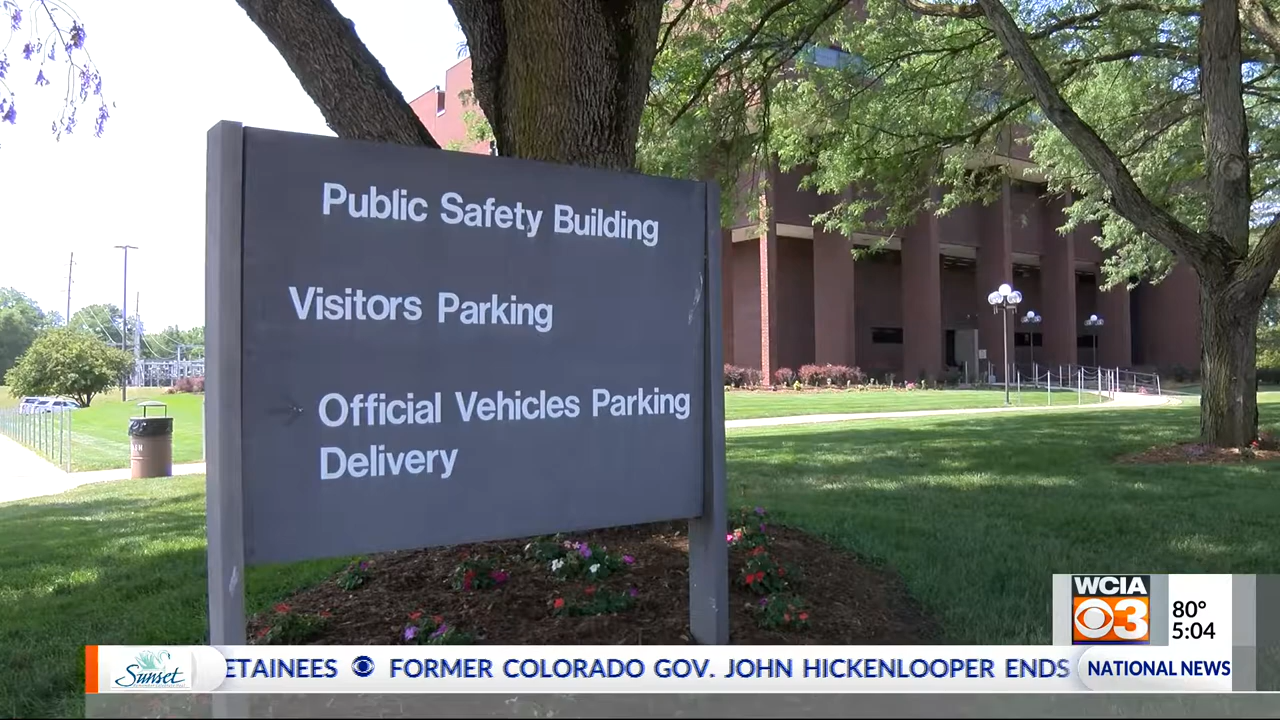 Public Safety Building
Visitors Parking
Official Vehicles Parking
Delivery
WCIA
3
80°
5:04
Sunset
ETAINEES FORMER COLORADO GOV. JOHN HICKENLOOPER ENDS
NATIONAL NEWS